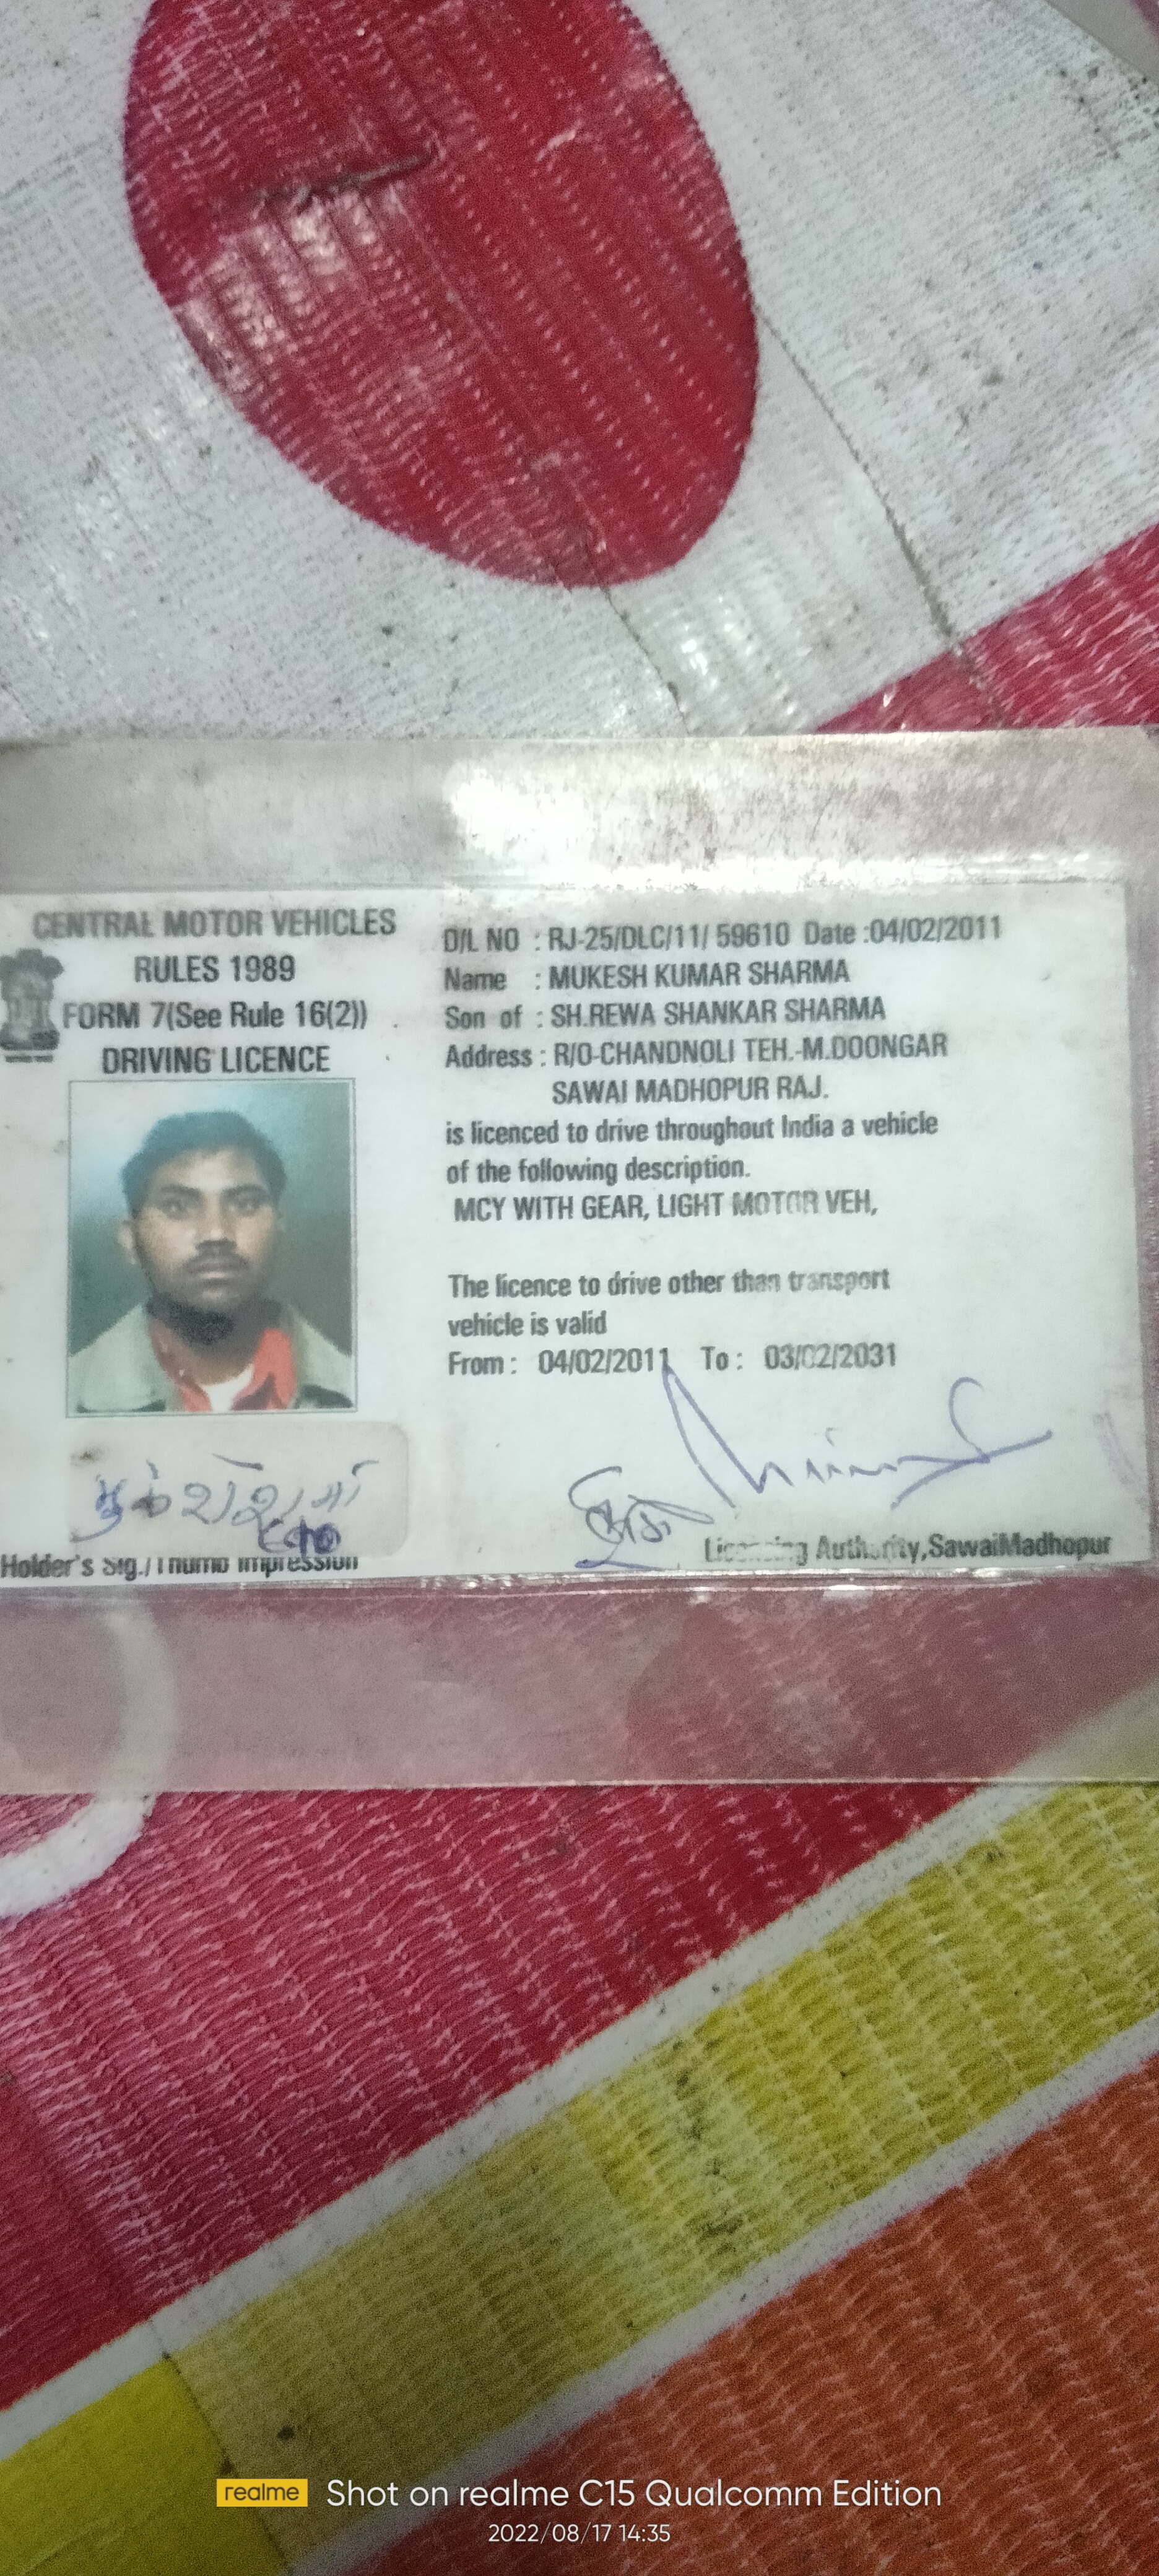 CENTRAL MOTOR VEHICLES
RULES 1989
FORM 7(See Rule 16(2))
DRIVING LICENCE
D/L NO : RJ-25/DLC/11/ 59610 Date :04/02/2011
Name : MUKESH KUMAR SHARMA
Son of : SH.REWA SHANKAR SHARMA
Address : R/O-CHANDNOLI TEH.-M.DOONGAR
SAWAI MADHOPUR RAJ.
is licenced to drive throughout India a vehicle
of the following description.
MCY WITH GEAR, LIGHT MOTOR VEH,
The licence to drive other than transport
vehicle is valid
From : 04/02/2011 To : 03/02/2031
Holder's Sig./Thumb Impression
Licensing Authority,SawaiMadhopur
realme Shot on realme C15 Qualcomm Edition
2022/08/17 14:35